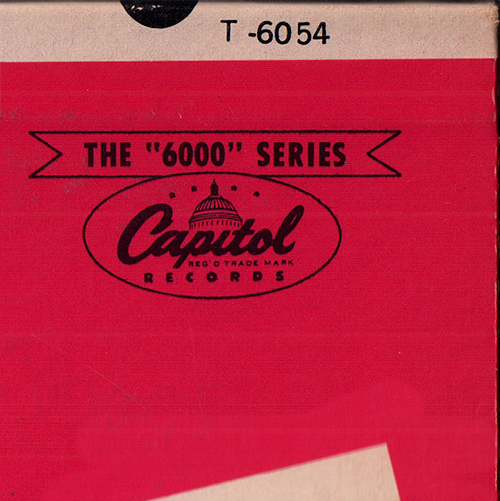 T-6054
THE "6000" SERIES
Capitol
REG'D TRADE MARK
RECORDS